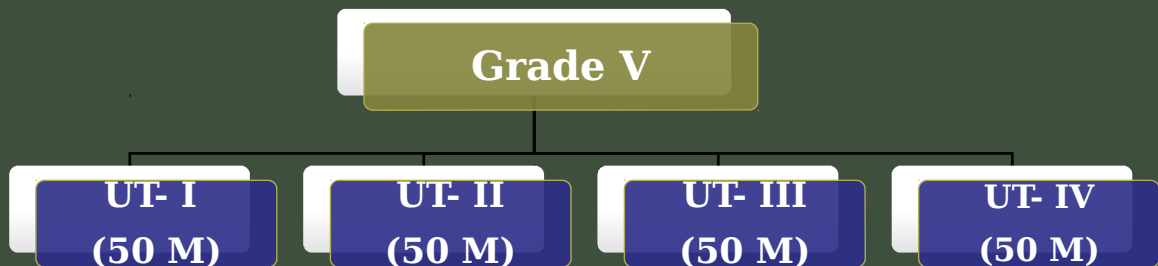 Grade V
UT- I
(50 M)
UT- II
(50 M)
UT- III
(50 M)
UT- IV
(50 M)